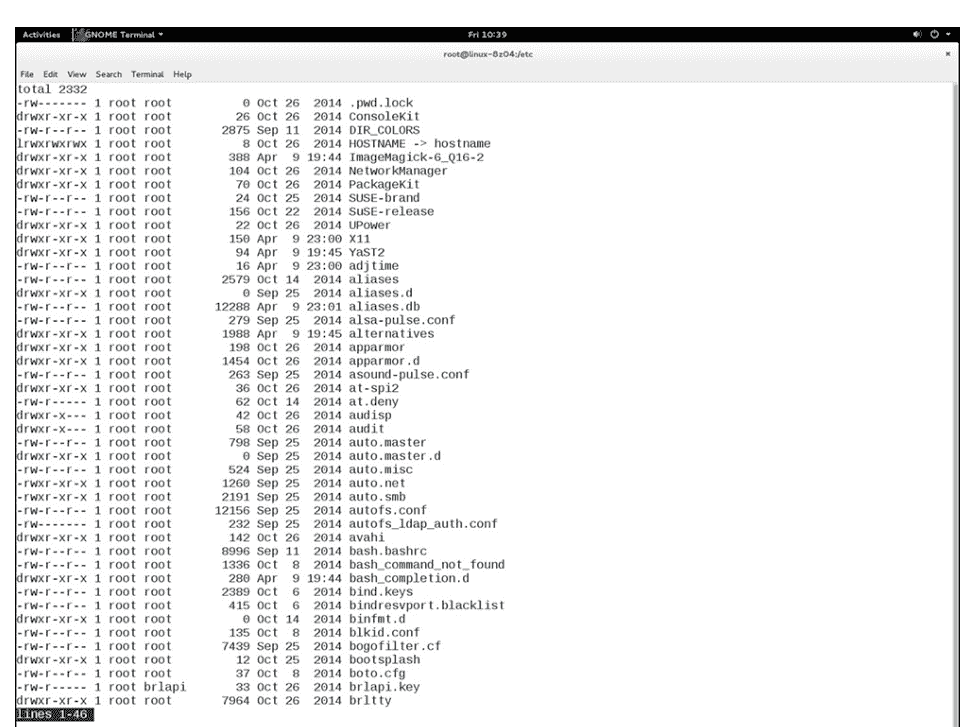 Activities GNOME Terminal Fri 10:39
root@linux-8z04:/etc ×
File Edit View Search Terminal Help
total 2332
-rw------- 1 root root 0 Oct 26 2014 .pwd.lock
drwxr-xr-x 1 root root 26 Oct 26 2014 ConsoleKit
-rw-r--r-- 1 root root 2875 Sep 11 2014 DIR_COLORS
lrwxrwxrwx 1 root root 8 Oct 26 2014 HOSTNAME -> hostname
drwxr-xr-x 1 root root 388 Apr 9 19:44 ImageMagick-6_Q16-2
drwxr-xr-x 1 root root 104 Oct 26 2014 NetworkManager
drwxr-xr-x 1 root root 70 Oct 26 2014 PackageKit
-rw-r--r-- 1 root root 24 Oct 25 2014 SUSE-brand
-rw-r--r-- 1 root root 156 Oct 22 2014 SuSE-release
drwxr-xr-x 1 root root 22 Oct 26 2014 UPower
drwxr-xr-x 1 root root 150 Apr 9 23:00 X11
drwxr-xr-x 1 root root 94 Apr 9 19:45 YaST2
-rw-r--r-- 1 root root 16 Apr 9 23:00 adjtime
-rw-r--r-- 1 root root 2579 Oct 14 2014 aliases
drwxr-xr-x 1 root root 0 Sep 25 2014 aliases.d
-rw-r--r-- 1 root root 12288 Apr 9 23:01 aliases.db
-rw-r--r-- 1 root root 279 Sep 25 2014 alsa-pulse.conf
drwxr-xr-x 1 root root 1988 Apr 9 19:45 alternatives
drwxr-xr-x 1 root root 198 Oct 26 2014 apparmor
drwxr-xr-x 1 root root 1454 Oct 26 2014 apparmor.d
-rw-r--r-- 1 root root 263 Sep 25 2014 asound-pulse.conf
drwxr-xr-x 1 root root 36 Oct 26 2014 at-spi2
-rw-r----- 1 root root 62 Oct 14 2014 at.deny
drwxr-x--- 1 root root 42 Oct 26 2014 audisp
drwxr-x--- 1 root root 58 Oct 26 2014 audit
-rw-r--r-- 1 root root 798 Sep 25 2014 auto.master
drwxr-xr-x 1 root root 0 Sep 25 2014 auto.master.d
-rw-r--r-- 1 root root 524 Sep 25 2014 auto.misc
-rwxr-xr-x 1 root root 1260 Sep 25 2014 auto.net
-rwxr-xr-x 1 root root 2191 Sep 25 2014 auto.smb
-rw-r--r-- 1 root root 12156 Sep 25 2014 autofs.conf
-rw------- 1 root root 232 Sep 25 2014 autofs_ldap_auth.conf
drwxr-xr-x 1 root root 142 Oct 26 2014 avahi
-rw-r--r-- 1 root root 8996 Sep 11 2014 bash.bashrc
-rw-r--r-- 1 root root 1336 Oct 8 2014 bash_command_not_found
drwxr-xr-x 1 root root 280 Apr 9 19:44 bash_completion.d
-rw-r--r-- 1 root root 2389 Oct 6 2014 bind.keys
-rw-r--r-- 1 root root 415 Oct 6 2014 bindresvport.blacklist
drwxr-xr-x 1 root root 0 Oct 14 2014 binfmt.d
-rw-r--r-- 1 root root 135 Oct 8 2014 blkid.conf
-rw-r--r-- 1 root root 7439 Sep 25 2014 bogofilter.cf
drwxr-xr-x 1 root root 12 Oct 25 2014 bootsplash
-rw-r--r-- 1 root root 37 Oct 8 2014 boto.cfg
-rw-r----- 1 root brlapi 33 Oct 26 2014 brlapi.key
drwxr-xr-x 1 root root 7964 Oct 26 2014 brltty
lines 1-46